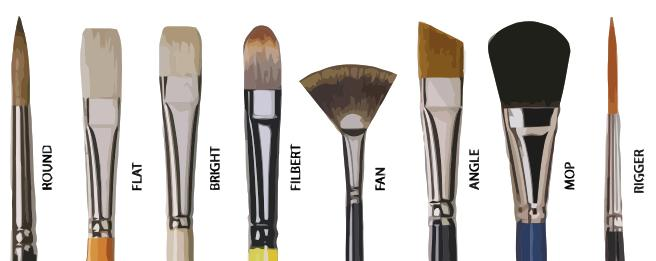 ROUND
FLAT
BRIGHT
FILBERT
FAN
ANGLE
MOP
RIGGER